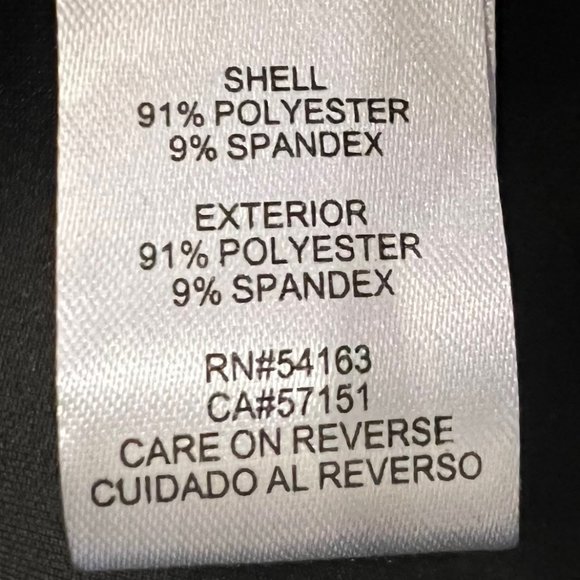 SHELL
91% POLYESTER
9% SPANDEX
EXTERIOR
91% POLYESTER
9% SPANDEX
RN#54163
CA#57151
CARE ON REVERSE
CUIDADO AL REVERSO